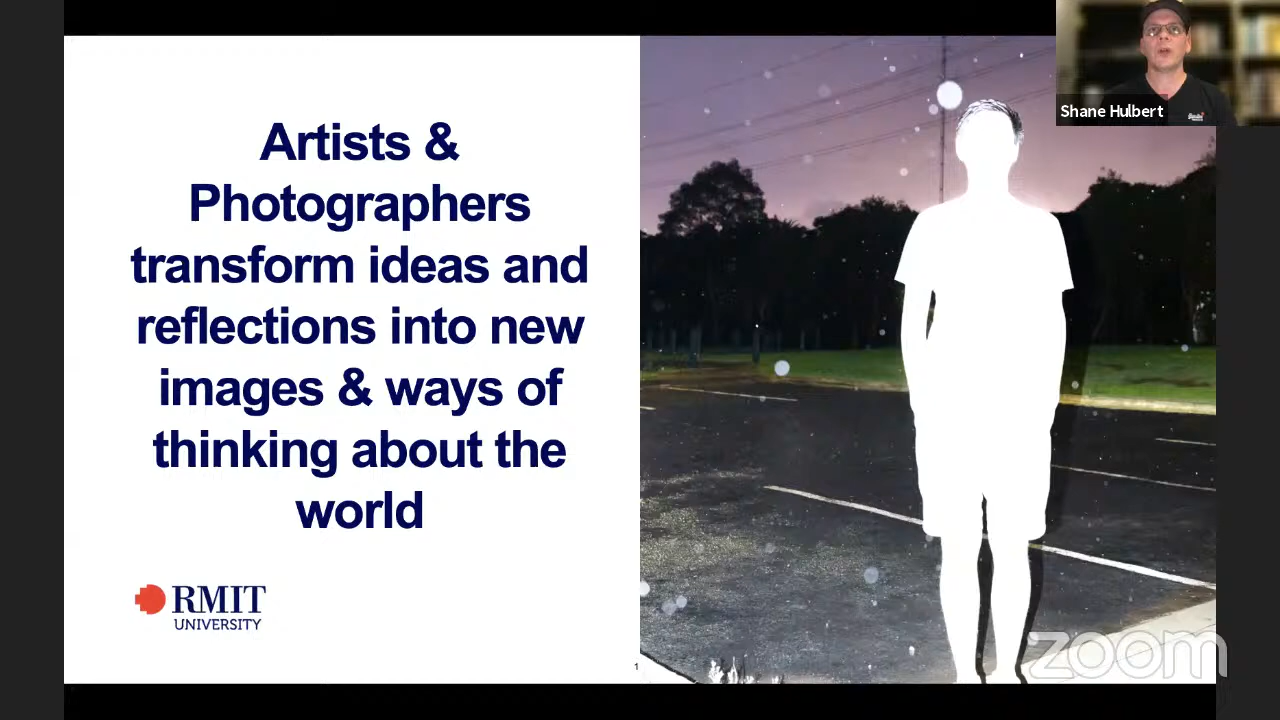 Artists &
Photographers
transform ideas and
reflections into new
images & ways of
thinking about the
world
RMIT
UNIVERSITY
1
Shane Hulbert
zoom